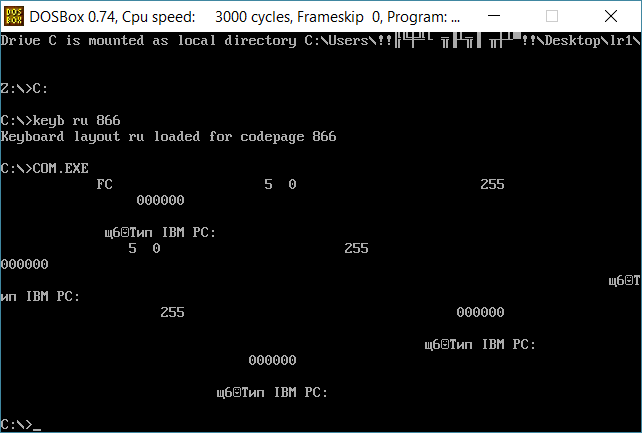 DOSBox 0.74, Cpu speed: 3000 cycles, Frameskip 0, Program: ...
Drive C is mounted as local directory C:\Users\!! !!\Desktop\lr1\
Z:\>C:
C:\>keyb ru 866
Keyboard layout ru loaded for codepage 866
C:\>COM.EXE
FC 5 0 255
000000
щ6☺Тип IBM PC:
5 0 255
000000
щ6☺Т
ип IBM PC:
255 000000
щ6☺Тип IBM PC:
000000
щ6☺Тип IBM PC:
C:\>_